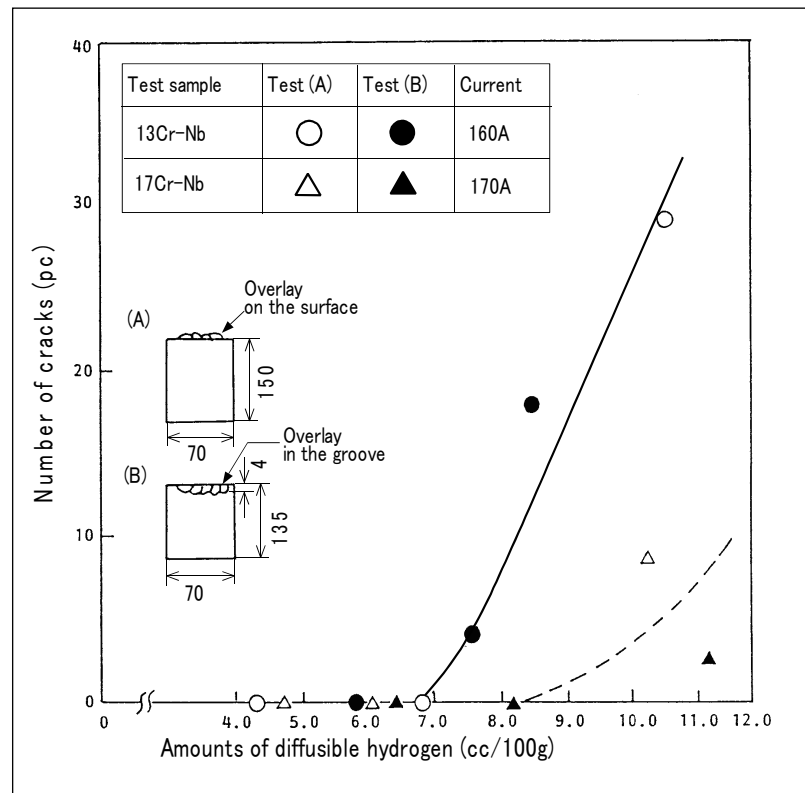 40
Test sample Test (A) Test (B) Current
13Cr-Nb 160A
17Cr-Nb 170A
30
20
10
0
Number of cracks (pc)
(A)
Overlay
on the surface
150
70
(B)
Overlay
in the groove
4
135
70
0 4.0 5.0 6.0 7.0 8.0 9.0 10.0 11.0 12.0
Amounts of diffusible hydrogen (cc/100g)